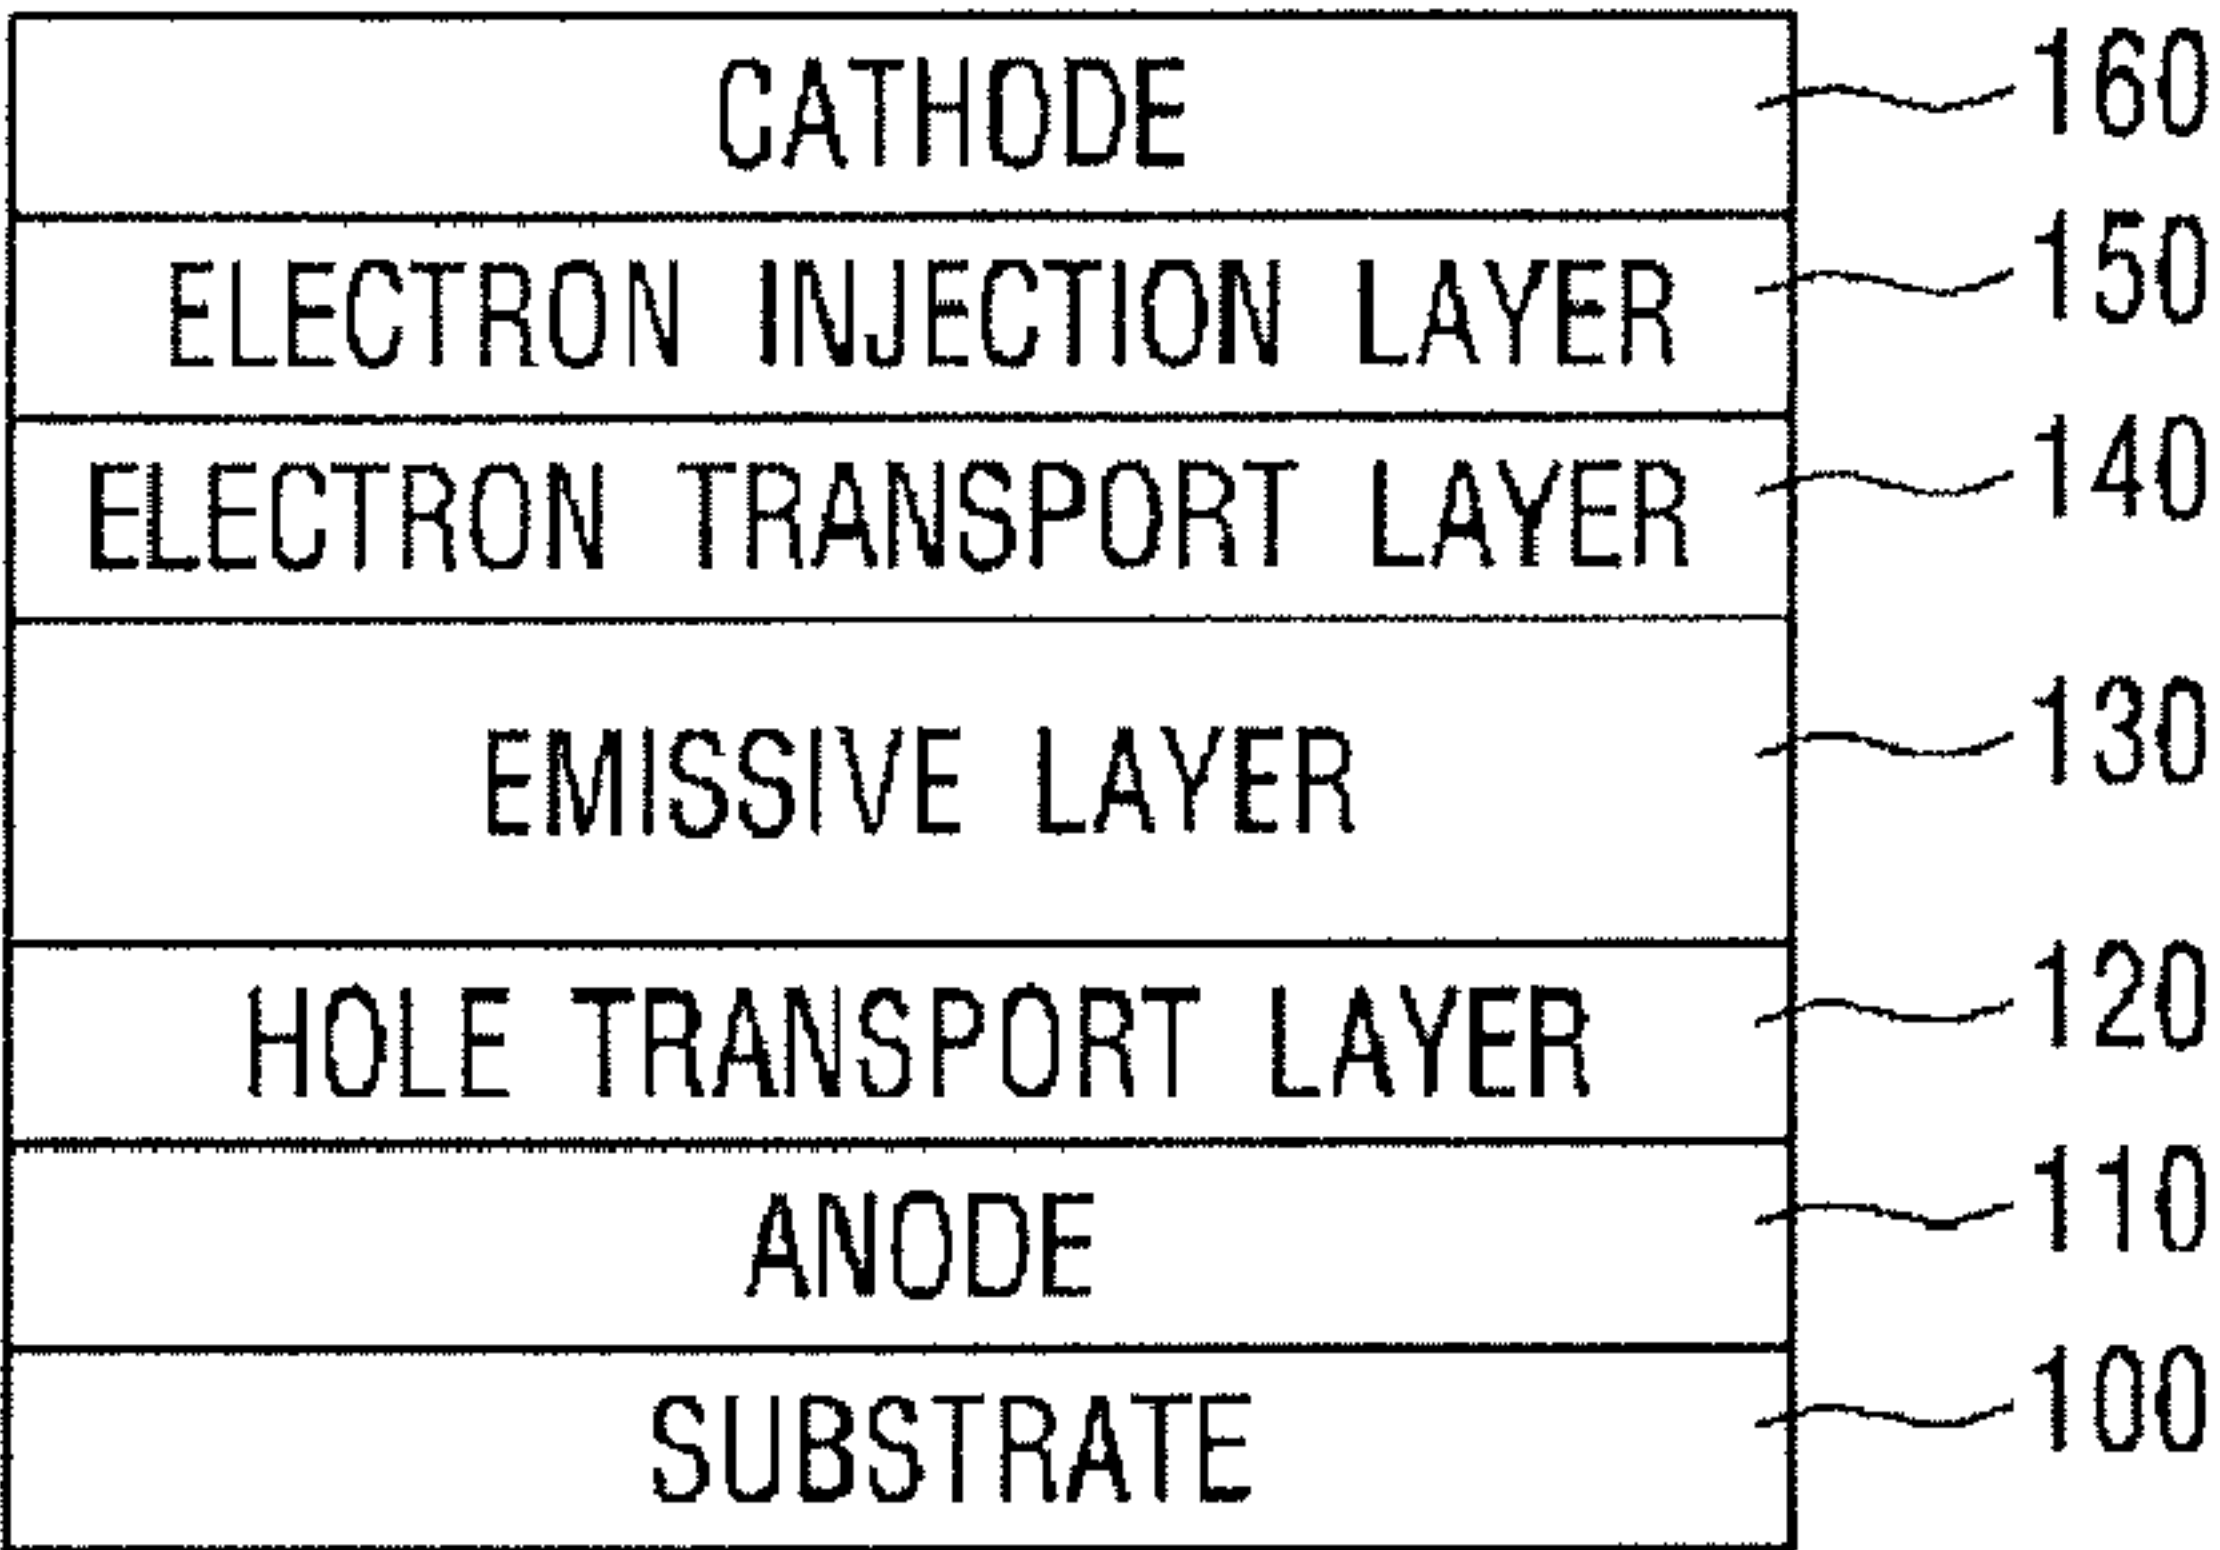 CATHODE 160
ELECTRON INJECTION LAYER 150
ELECTRON TRANSPORT LAYER 140
EMISSIVE LAYER 130
HOLE TRANSPORT LAYER 120
ANODE 110
SUBSTRATE 100